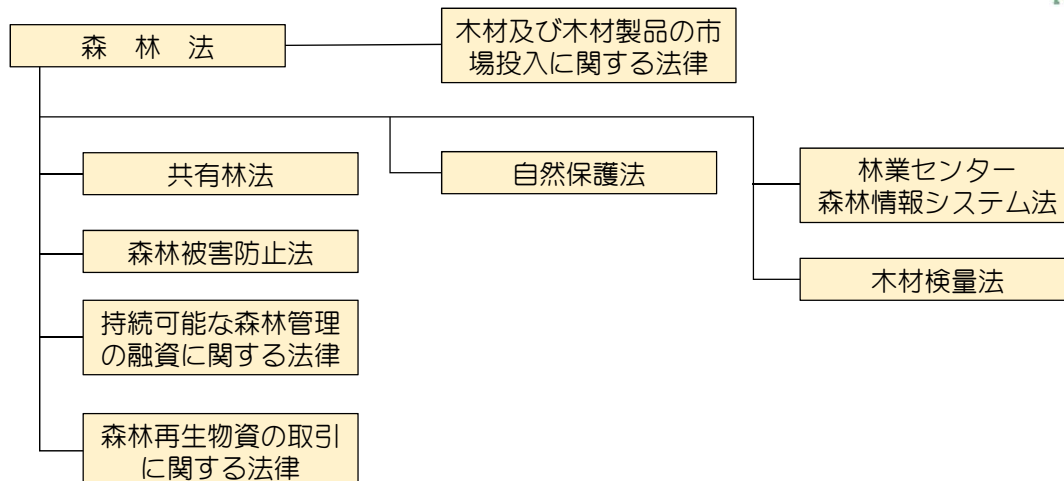 森 林 法
木材及び木材製品の市
場投入に関する法律
共有林法
自然保護法
林業センター
森林情報システム法
森林被害防止法
木材検量法
持続可能な森林管理
の融資に関する法律
森林再生物資の取引
に関する法律